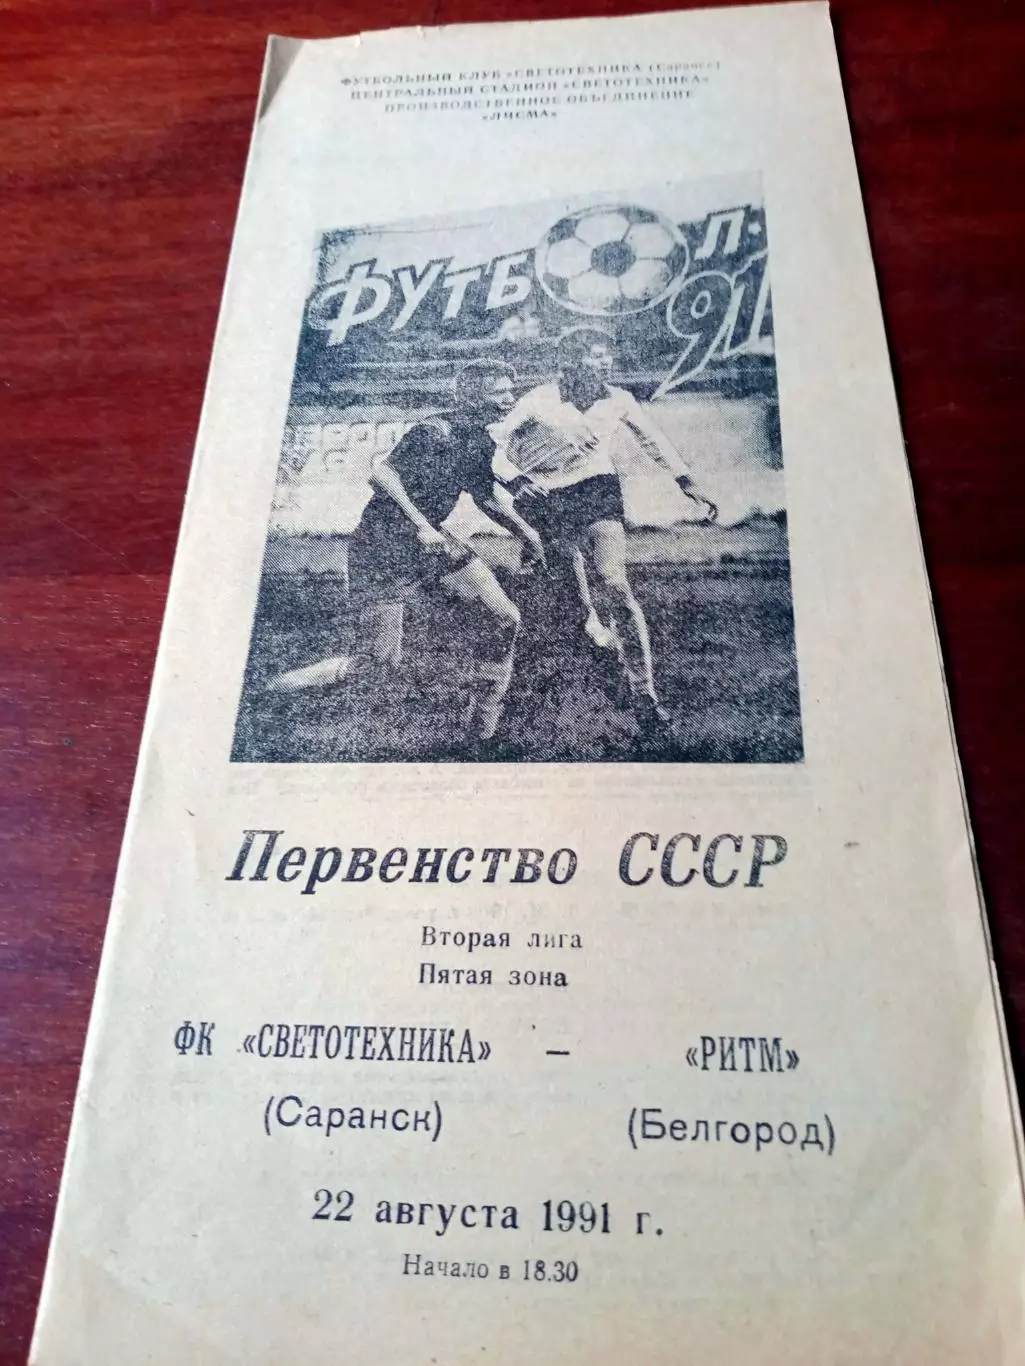 ФУТБОЛЬНЫЙ КЛУБ «СВЕТОТЕХНИКА» (Саранск)
ЦЕНТРАЛЬНЫЙ СТАДИОН «СВЕТОТЕХНИКА»
ПРОИЗВОДСТВЕННОЕ ОБЪЕДИНЕНИЕ
«ЛИСМА»
ФУТБОЛ-
91
Первенство СССР
Вторая лига
Пятая зона
ФК «СВЕТОТЕХНИКА» – «РИТМ»
(Саранск) (Белгород)
22 августа 1991 г.
Начало в 18.30